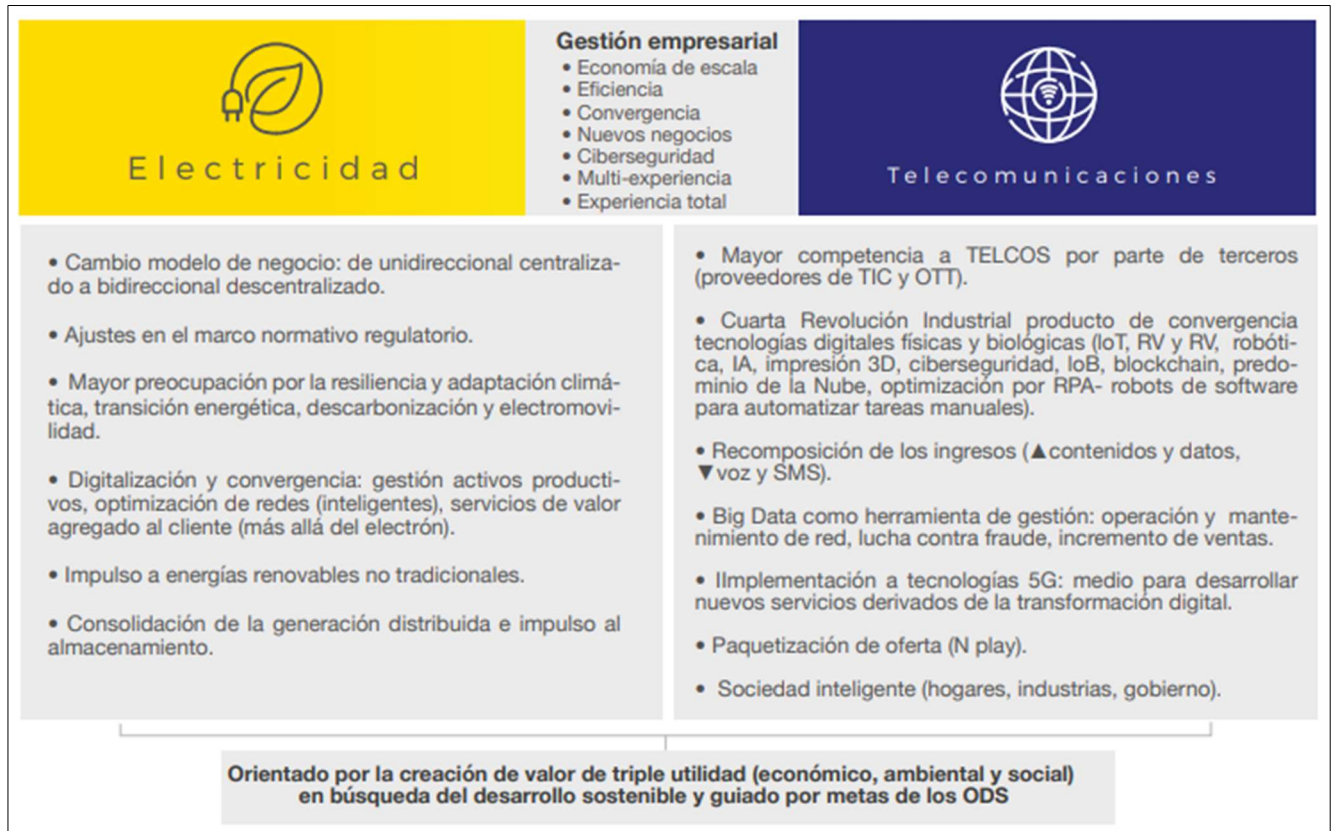 Electricidad
Gestión empresarial
• Economía de escala
• Eficiencia
• Convergencia
• Nuevos negocios
• Ciberseguridad
• Multi-experiencia
• Experiencia total
Telecomunicaciones
• Cambio modelo de negocio: de unidireccional centraliza-
do a bidireccional descentralizado.
• Ajustes en el marco normativo regulatorio.
• Mayor preocupación por la resiliencia y adaptación climá-
tica, transición energética, descarbonización y electromovi-
lidad.
• Digitalización y convergencia: gestión activos producti-
vos, optimización de redes (inteligentes), servicios de valor
agregado al cliente (más allá del electrón).
• Impulso a energías renovables no tradicionales.
• Consolidación de la generación distribuida e impulso al
almacenamiento.
• Mayor competencia a TELCOS por parte de terceros
(proveedores de TIC y OTT).
• Cuarta Revolución Industrial producto de convergencia
tecnologías digitales físicas y biológicas (IoT, RV y RV, robóti-
ca, IA, impresión 3D, ciberseguridad, IoB, blockchain, predo-
minio de la Nube, optimización por RPA- robots de software
para automatizar tareas manuales).
• Recomposición de los ingresos (▲contenidos y datos,
▼voz y SMS).
• Big Data como herramienta de gestión: operación y mante-
nimiento de red, lucha contra fraude, incremento de ventas.
• IImplementación a tecnologías 5G: medio para desarrollar
nuevos servicios derivados de la transformación digital.
• Paquetización de oferta (N play).
• Sociedad inteligente (hogares, industrias, gobierno).
Orientado por la creación de valor de triple utilidad (económico, ambiental y social)
en búsqueda del desarrollo sostenible y guiado por metas de los ODS